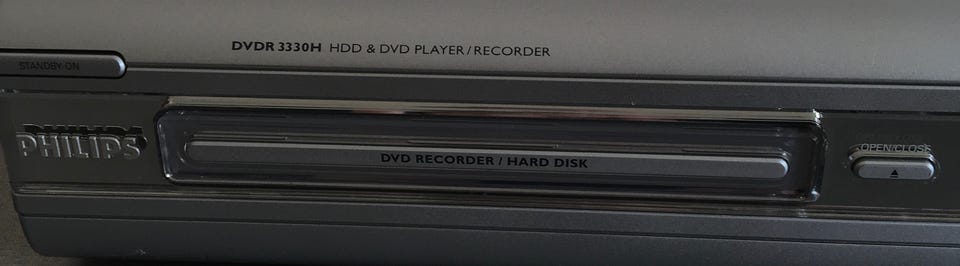 DVDR 3330H HDD & DVD PLAYER/RECORDER
STANDBY-ON
PHILIPS
DVD RECORDER / HARD DISK
OPEN/CLOSE